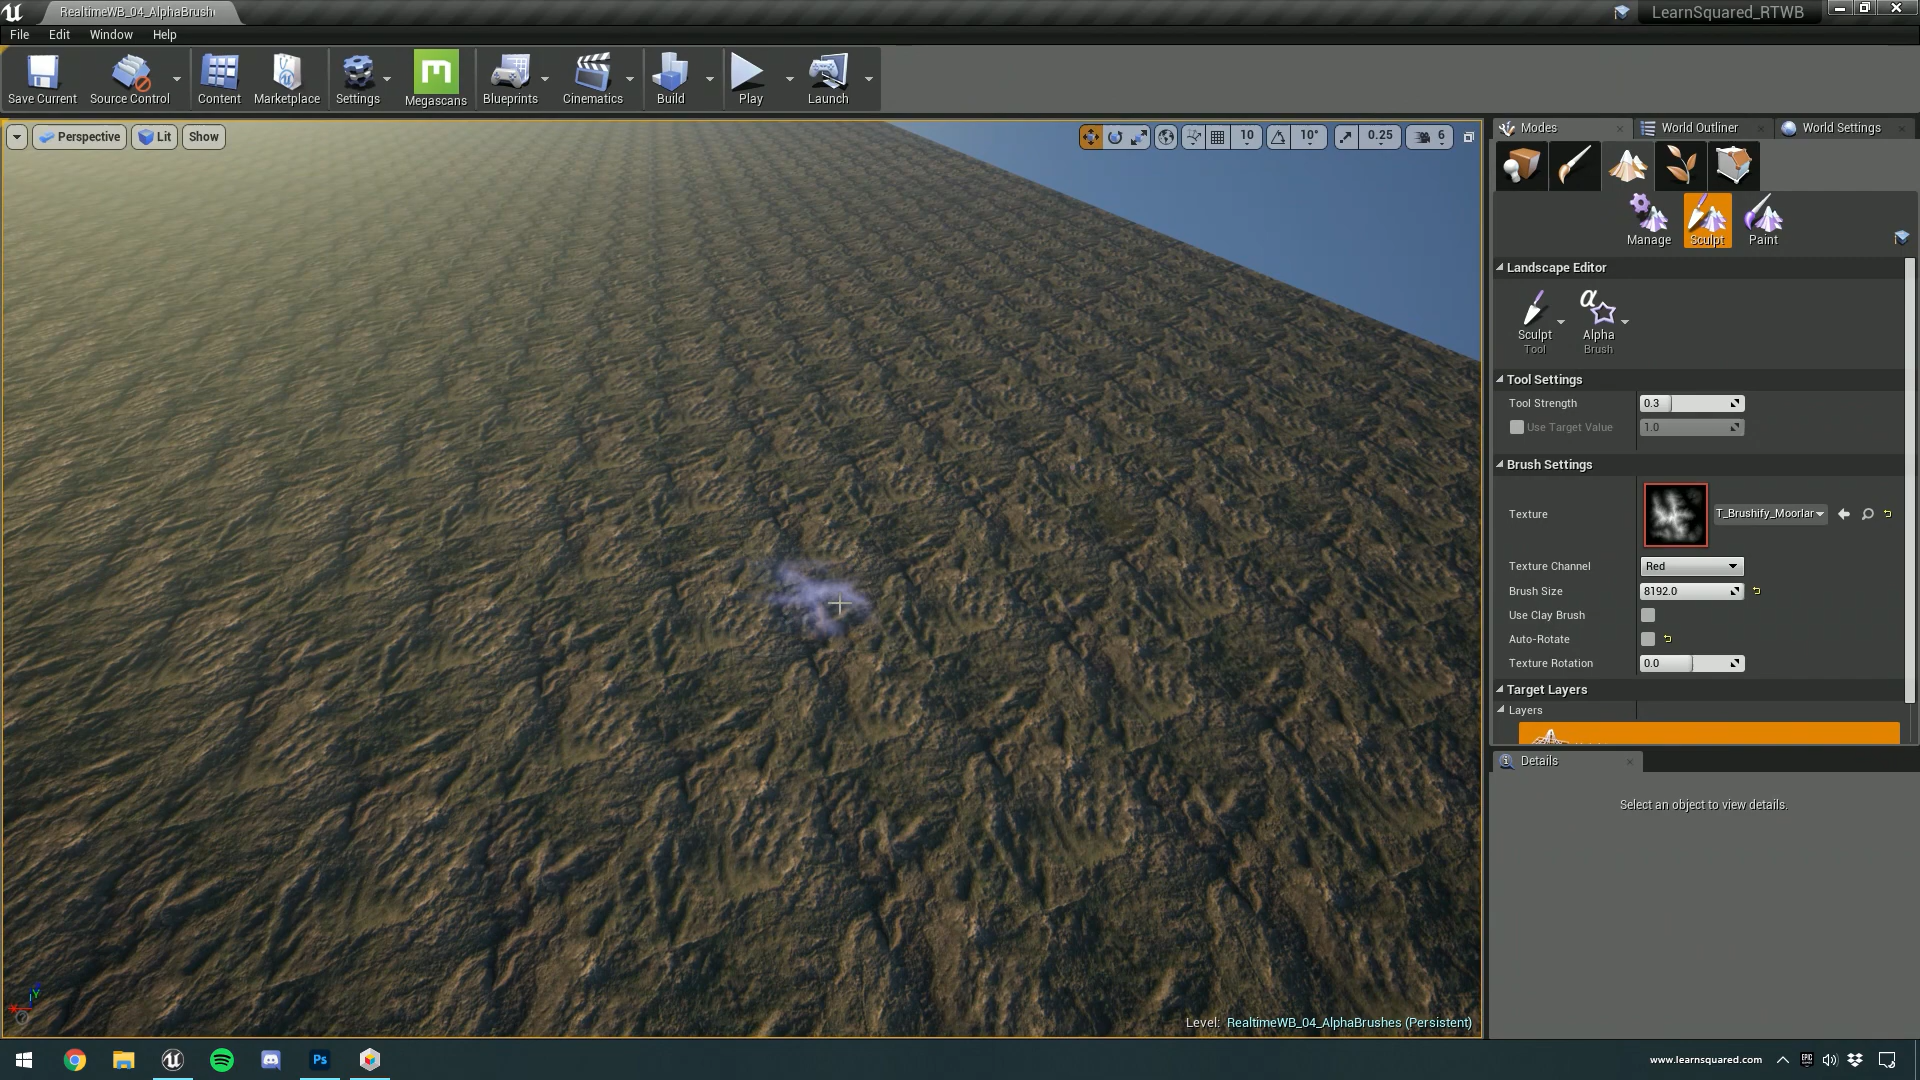 RealtimeWB_04_AlphaBrush
LearnSquared_RTWB
File Edit Window Help
Save Current Source Control Content Marketplace Settings Megascans Blueprints Cinematics Build Play Launch
Perspective Lit Show
10 10° 0.25 6
Modes World Outliner World Settings
Manage Sculpt Paint
Landscape Editor
Sculpt Alpha
Tool Brush
Tool Settings
Tool Strength 0.3
Use Target Value 1.0
Brush Settings
Texture T_Brushify_Moorlar
Texture Channel Red
Brush Size 8192.0
Use Clay Brush
Auto-Rotate
Texture Rotation 0.0
Target Layers
Layers
Details
Select an object to view details.
Level: RealtimeWB_04_AlphaBrushes (Persistent)
Ps
www.learnsquared.com